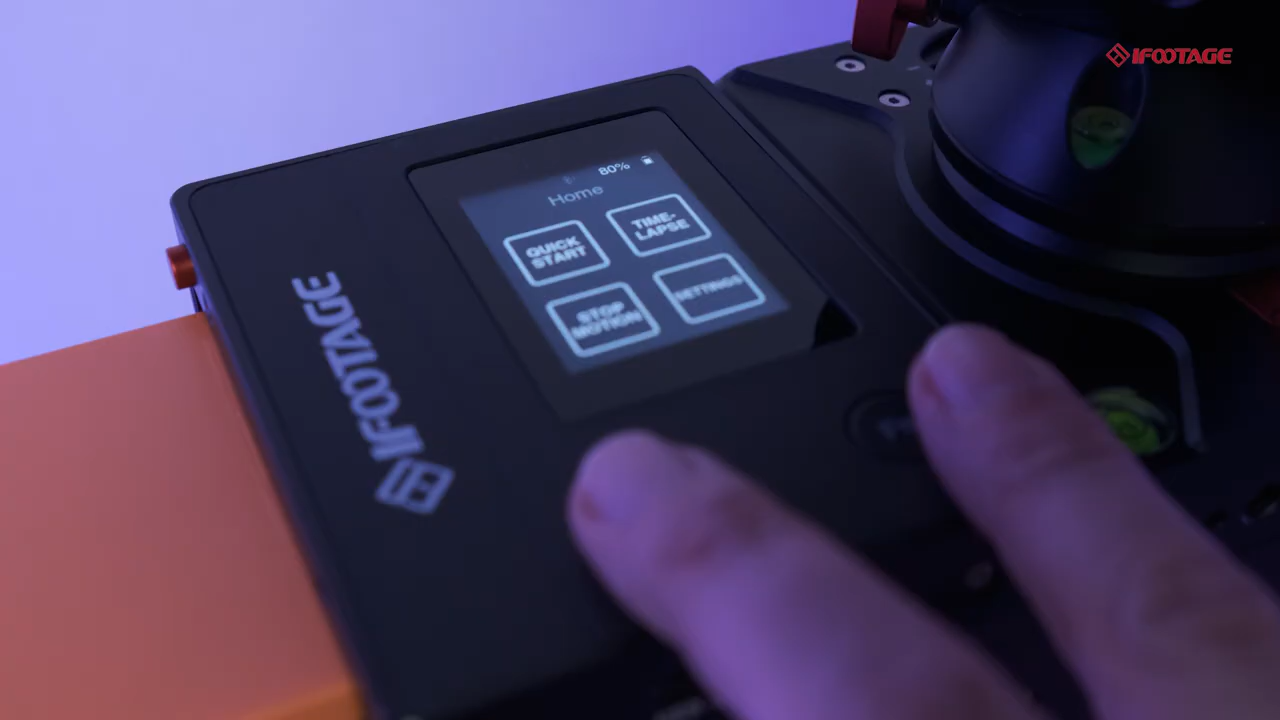 IFOOTAGE
80%
Home
QUICK
START
TIME-
LAPSE
STOP
MOTION
SETTINGS
IFOOTAGE